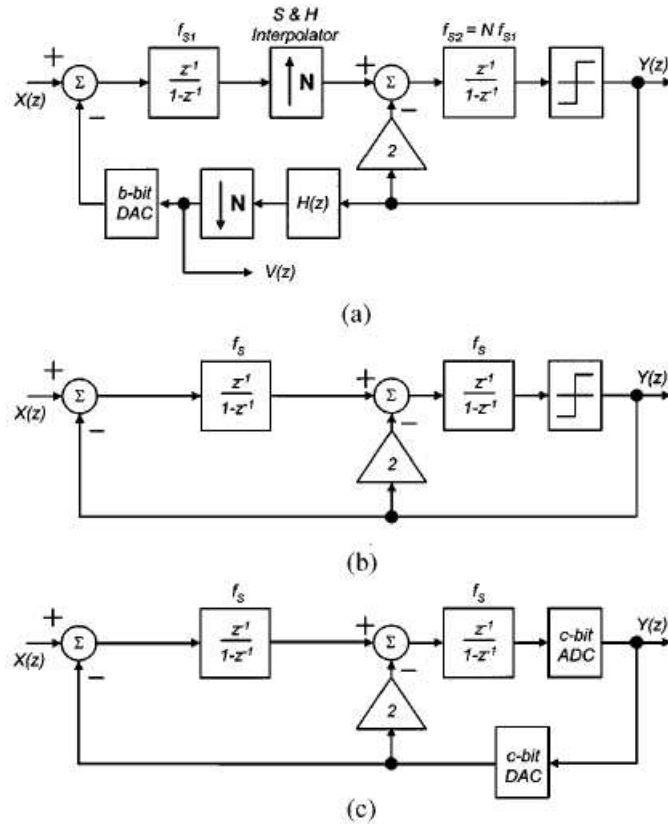 S & H
Interpolator
f_S1
f_S2 = N f_S1
+
X(z)
Σ
−
z⁻¹
1-z⁻¹
↑ N
+
Σ
−
z⁻¹
1-z⁻¹
Y(z)
2
b-bit
DAC
↓ N
H(z)
V(z)
(a)
f_S
f_S
+
X(z)
Σ
−
z⁻¹
1-z⁻¹
+
Σ
−
z⁻¹
1-z⁻¹
Y(z)
2
(b)
f_S
f_S
+
X(z)
Σ
−
z⁻¹
1-z⁻¹
+
Σ
−
z⁻¹
1-z⁻¹
c-bit
ADC
Y(z)
2
c-bit
DAC
(c)